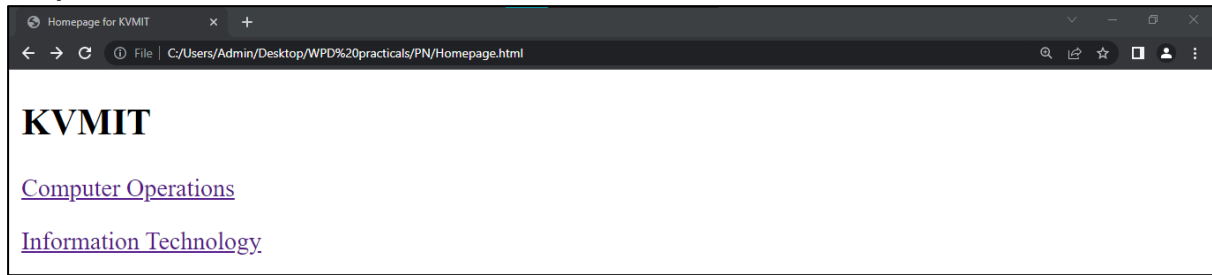 Homepage for KVMIT
File | C:/Users/Admin/Desktop/WPD%20practicals/PN/Homepage.html
KVMIT
Computer Operations
Information Technology